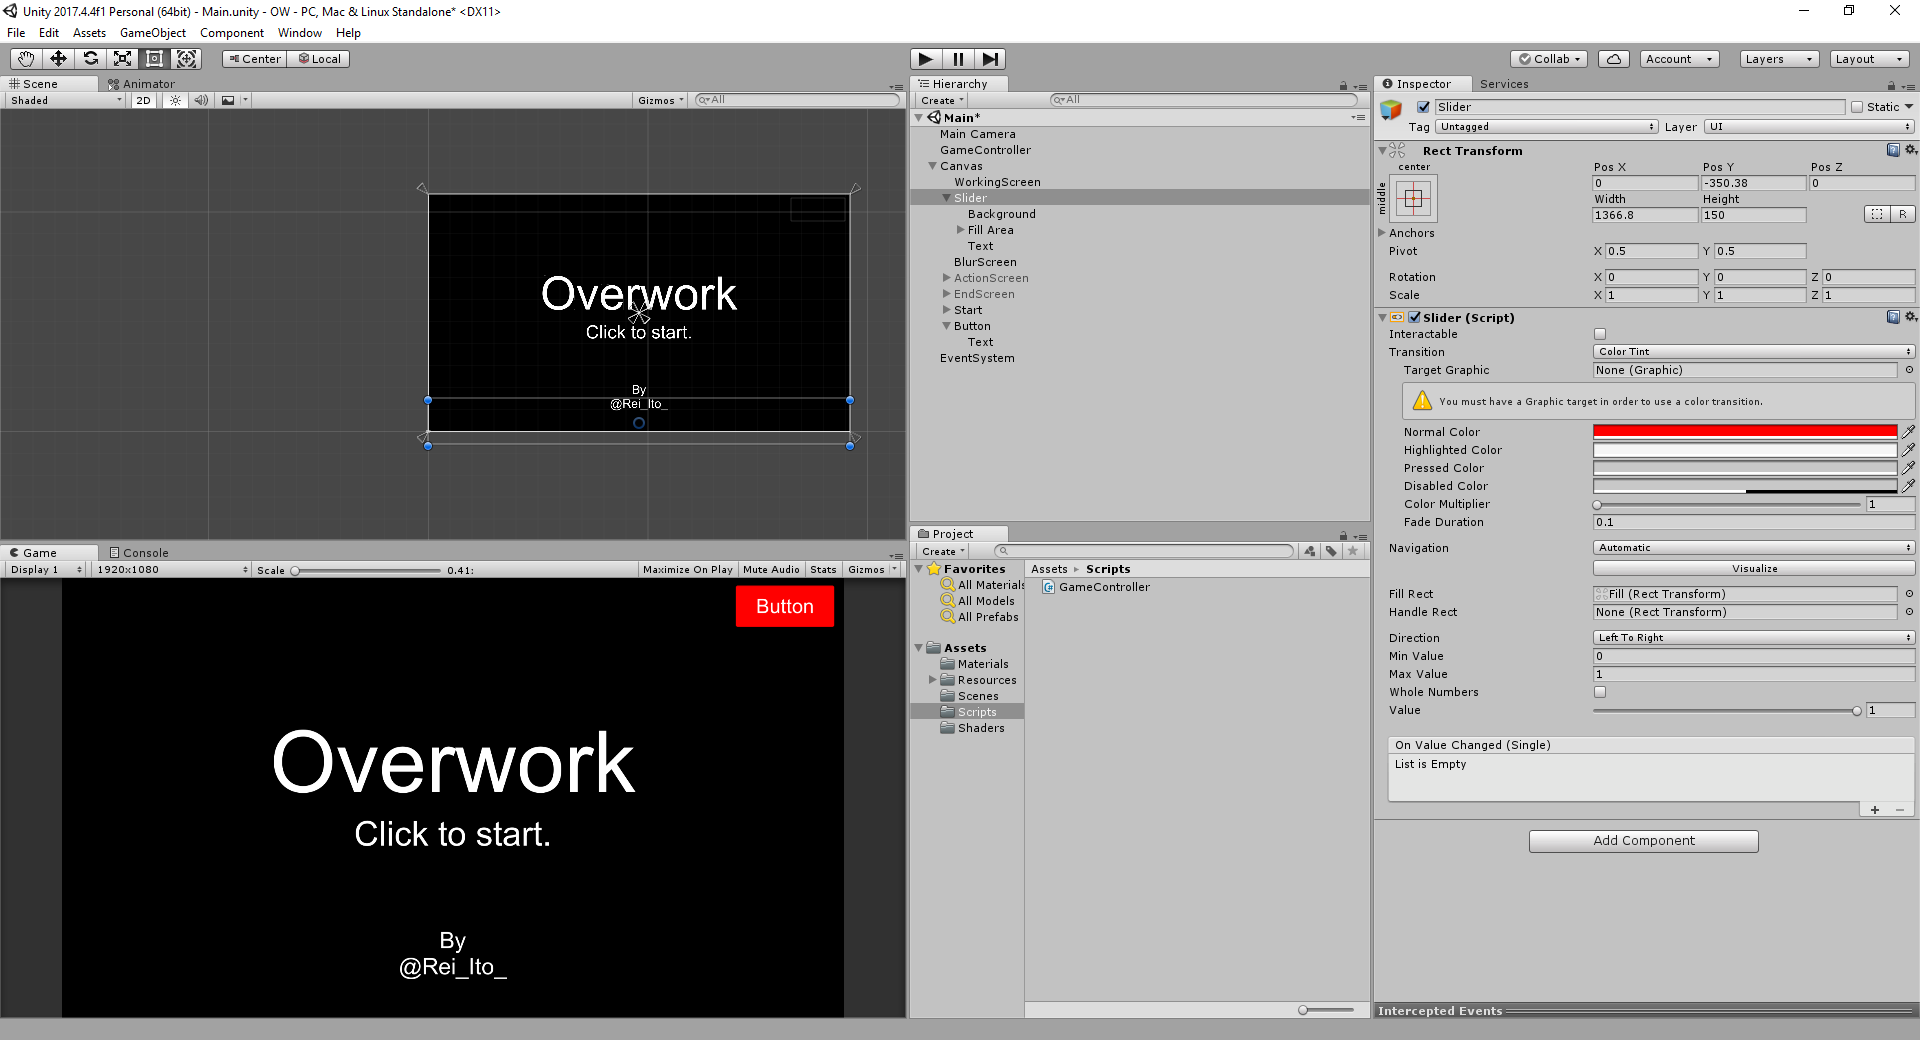 Unity 2017.4.4f1 Personal (64bit) - Main.unity - OW - PC, Mac & Linux Standalone* <DX11>
File Edit Assets GameObject Component Window Help
Center Local
Collab Account Layers Layout
Scene Animator
Shaded 2D Gizmos All
Overwork
Click to start.
By
@Rei_Ito_
Game Console
Display 1 1920x1080 Scale 0.41: Maximize On Play Mute Audio Stats Gizmos
Button
Overwork
Click to start.
By
@Rei_Ito_
Hierarchy
Create All
Main*
Main Camera
GameController
Canvas
WorkingScreen
Slider
Background
Fill Area
Text
BlurScreen
ActionScreen
EndScreen
Start
Button
Text
EventSystem
Project
Create
Favorites
All Materials
All Models
All Prefabs
Assets
Materials
Resources
Scenes
Scripts
Shaders
Assets Scripts
GameController
Inspector Services
Slider Static
Tag Untagged Layer UI
Rect Transform
center
middle
Pos X Pos Y Pos Z
0 -350.38 0
Width Height
1366.8 150 R
Anchors
Pivot X 0.5 Y 0.5
Rotation X 0 Y 0 Z 0
Scale X 1 Y 1 Z 1
Slider (Script)
Interactable
Transition Color Tint
Target Graphic None (Graphic)
You must have a Graphic target in order to use a color transition.
Normal Color
Highlighted Color
Pressed Color
Disabled Color
Color Multiplier 1
Fade Duration 0.1
Navigation Automatic
Visualize
Fill Rect Fill (Rect Transform)
Handle Rect None (Rect Transform)
Direction Left To Right
Min Value 0
Max Value 1
Whole Numbers
Value 1
On Value Changed (Single)
List is Empty
Add Component
Intercepted Events